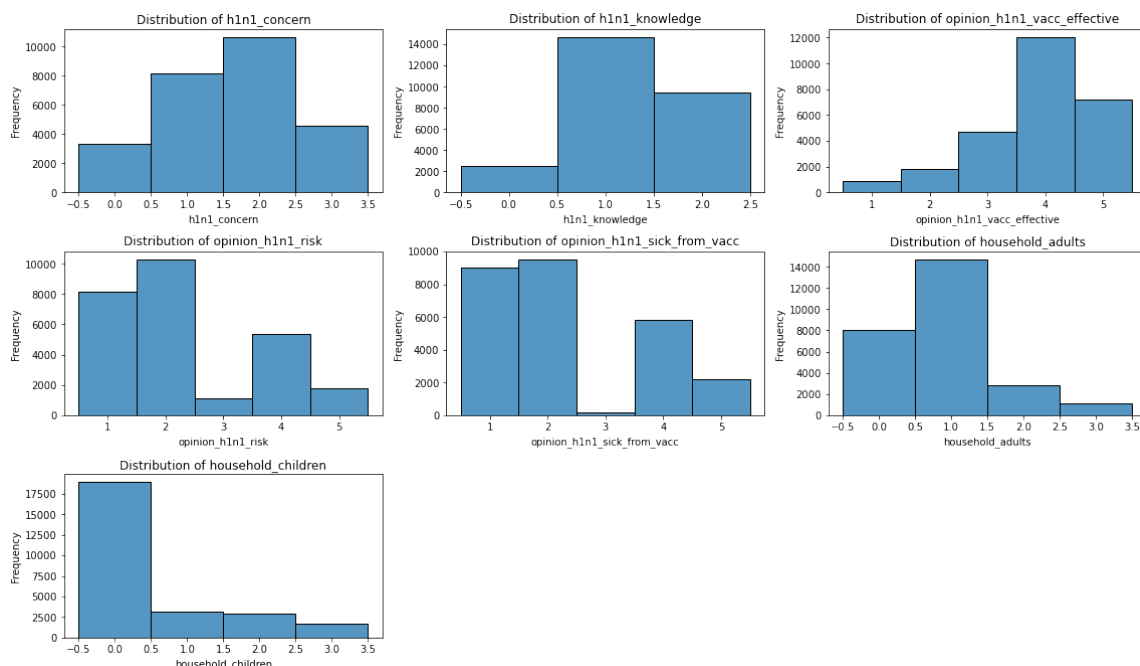 Distribution of h1n1_concern
10000
8000
6000
4000
2000
0
Frequency
−0.5 0.0 0.5 1.0 1.5 2.0 2.5 3.0 3.5
h1n1_concern
Distribution of h1n1_knowledge
14000
12000
10000
8000
6000
4000
2000
0
Frequency
−0.5 0.0 0.5 1.0 1.5 2.0 2.5
h1n1_knowledge
Distribution of opinion_h1n1_vacc_effective
12000
10000
8000
6000
4000
2000
0
Frequency
1 2 3 4 5
opinion_h1n1_vacc_effective
Distribution of opinion_h1n1_risk
10000
8000
6000
4000
2000
0
Frequency
1 2 3 4 5
opinion_h1n1_risk
Distribution of opinion_h1n1_sick_from_vacc
10000
8000
6000
4000
2000
0
Frequency
1 2 3 4 5
opinion_h1n1_sick_from_vacc
Distribution of household_adults
14000
12000
10000
8000
6000
4000
2000
0
Frequency
−0.5 0.0 0.5 1.0 1.5 2.0 2.5 3.0 3.5
household_adults
Distribution of household_children
17500
15000
12500
10000
7500
5000
2500
0
Frequency
−0.5 0.0 0.5 1.0 1.5 2.0 2.5 3.0 3.5
household_children